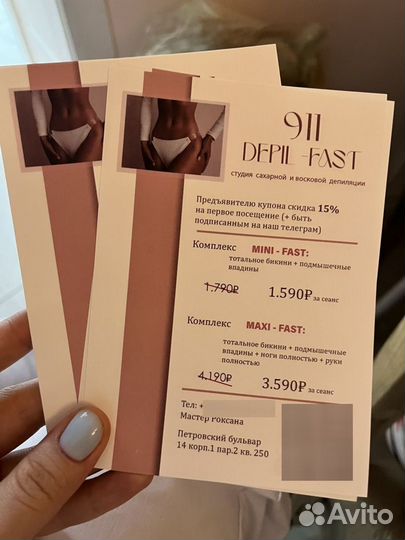 911
DEPIL-FAST
студия сахарной и восковой депиляции
Предъявителю купона скидка 15%
на первое посещение (+ быть
подписанным на наш телеграм)
Комплекс MINI - FAST:
тотальное бикини + подмышечные
впадины
1.790₽ 1.590₽ за сеанс
Комплекс MAXI - FAST:
тотальное бикини + подмышечные
впадины + ноги полностью + руки
полностью
4.190₽ 3.590₽ за сеанс
Тел: +
Мастер Роксана
Петровский бульвар
14 корп.1 пар.2 кв. 250
Avito